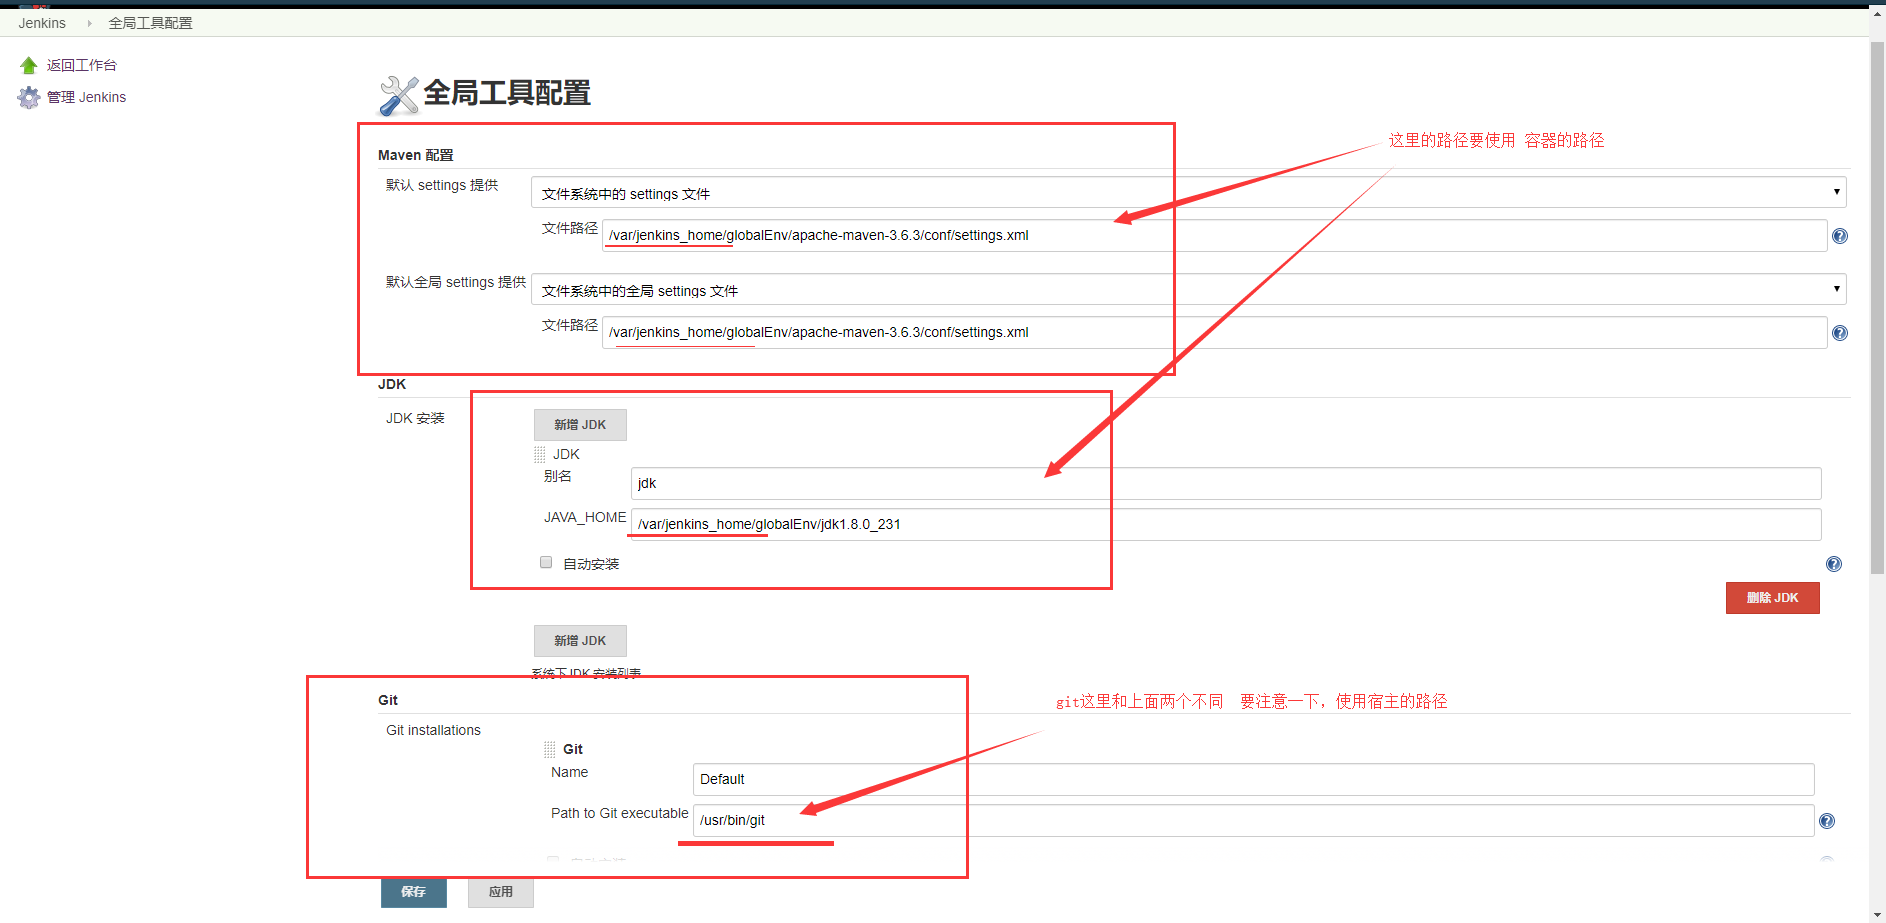 Jenkins
全局工具配置
返回工作台
管理 Jenkins
全局工具配置
这里的路径要使用 容器的路径
Maven 配置
默认 settings 提供
文件系统中的 settings 文件
文件路径
/var/jenkins_home/globalEnv/apache-maven-3.6.3/conf/settings.xml
默认全局 settings 提供
文件系统中的全局 settings 文件
文件路径
/var/jenkins_home/globalEnv/apache-maven-3.6.3/conf/settings.xml
JDK
JDK 安装
新增 JDK
JDK
别名
jdk
JAVA_HOME
/var/jenkins_home/globalEnv/jdk1.8.0_231
自动安装
删除 JDK
新增 JDK
系统下JDK 安装列表
Git
git这里和上面两个不同 要注意一下，使用宿主的路径
Git installations
Git
Name
Default
Path to Git executable
/usr/bin/git
自动安装
保存
应用